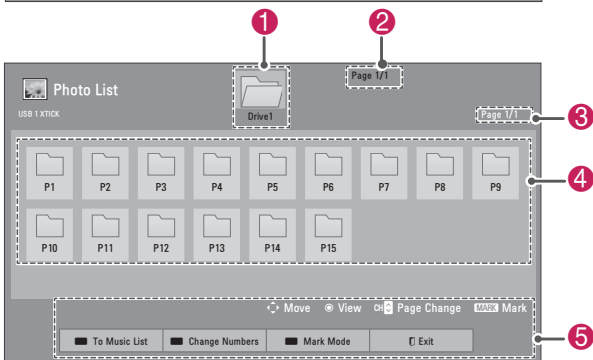 1
2
Page 1/1
Photo List
USB 1 XTICK
Drive1
Page 1/1
3
P1 P2 P3 P4 P5 P6 P7 P8 P9
4
P10 P11 P12 P13 P14 P15
Move View CH Page Change MARK Mark
To Music List Change Numbers Mark Mode Exit
5